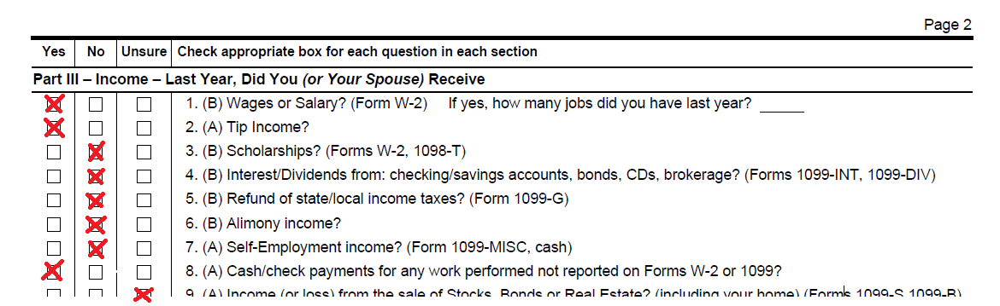 Page 2
Yes No Unsure Check appropriate box for each question in each section
Part III – Income – Last Year, Did You (or Your Spouse) Receive
1. (B) Wages or Salary? (Form W-2) If yes, how many jobs did you have last year? _____
2. (A) Tip Income?
3. (B) Scholarships? (Forms W-2, 1098-T)
4. (B) Interest/Dividends from: checking/savings accounts, bonds, CDs, brokerage? (Forms 1099-INT, 1099-DIV)
5. (B) Refund of state/local income taxes? (Form 1099-G)
6. (B) Alimony income?
7. (A) Self-Employment income? (Form 1099-MISC, cash)
8. (A) Cash/check payments for any work performed not reported on Forms W-2 or 1099?
9. (A) Income (or loss) from the sale of Stocks, Bonds or Real Estate? (including your home) (Forms 1099-S,1099-B)